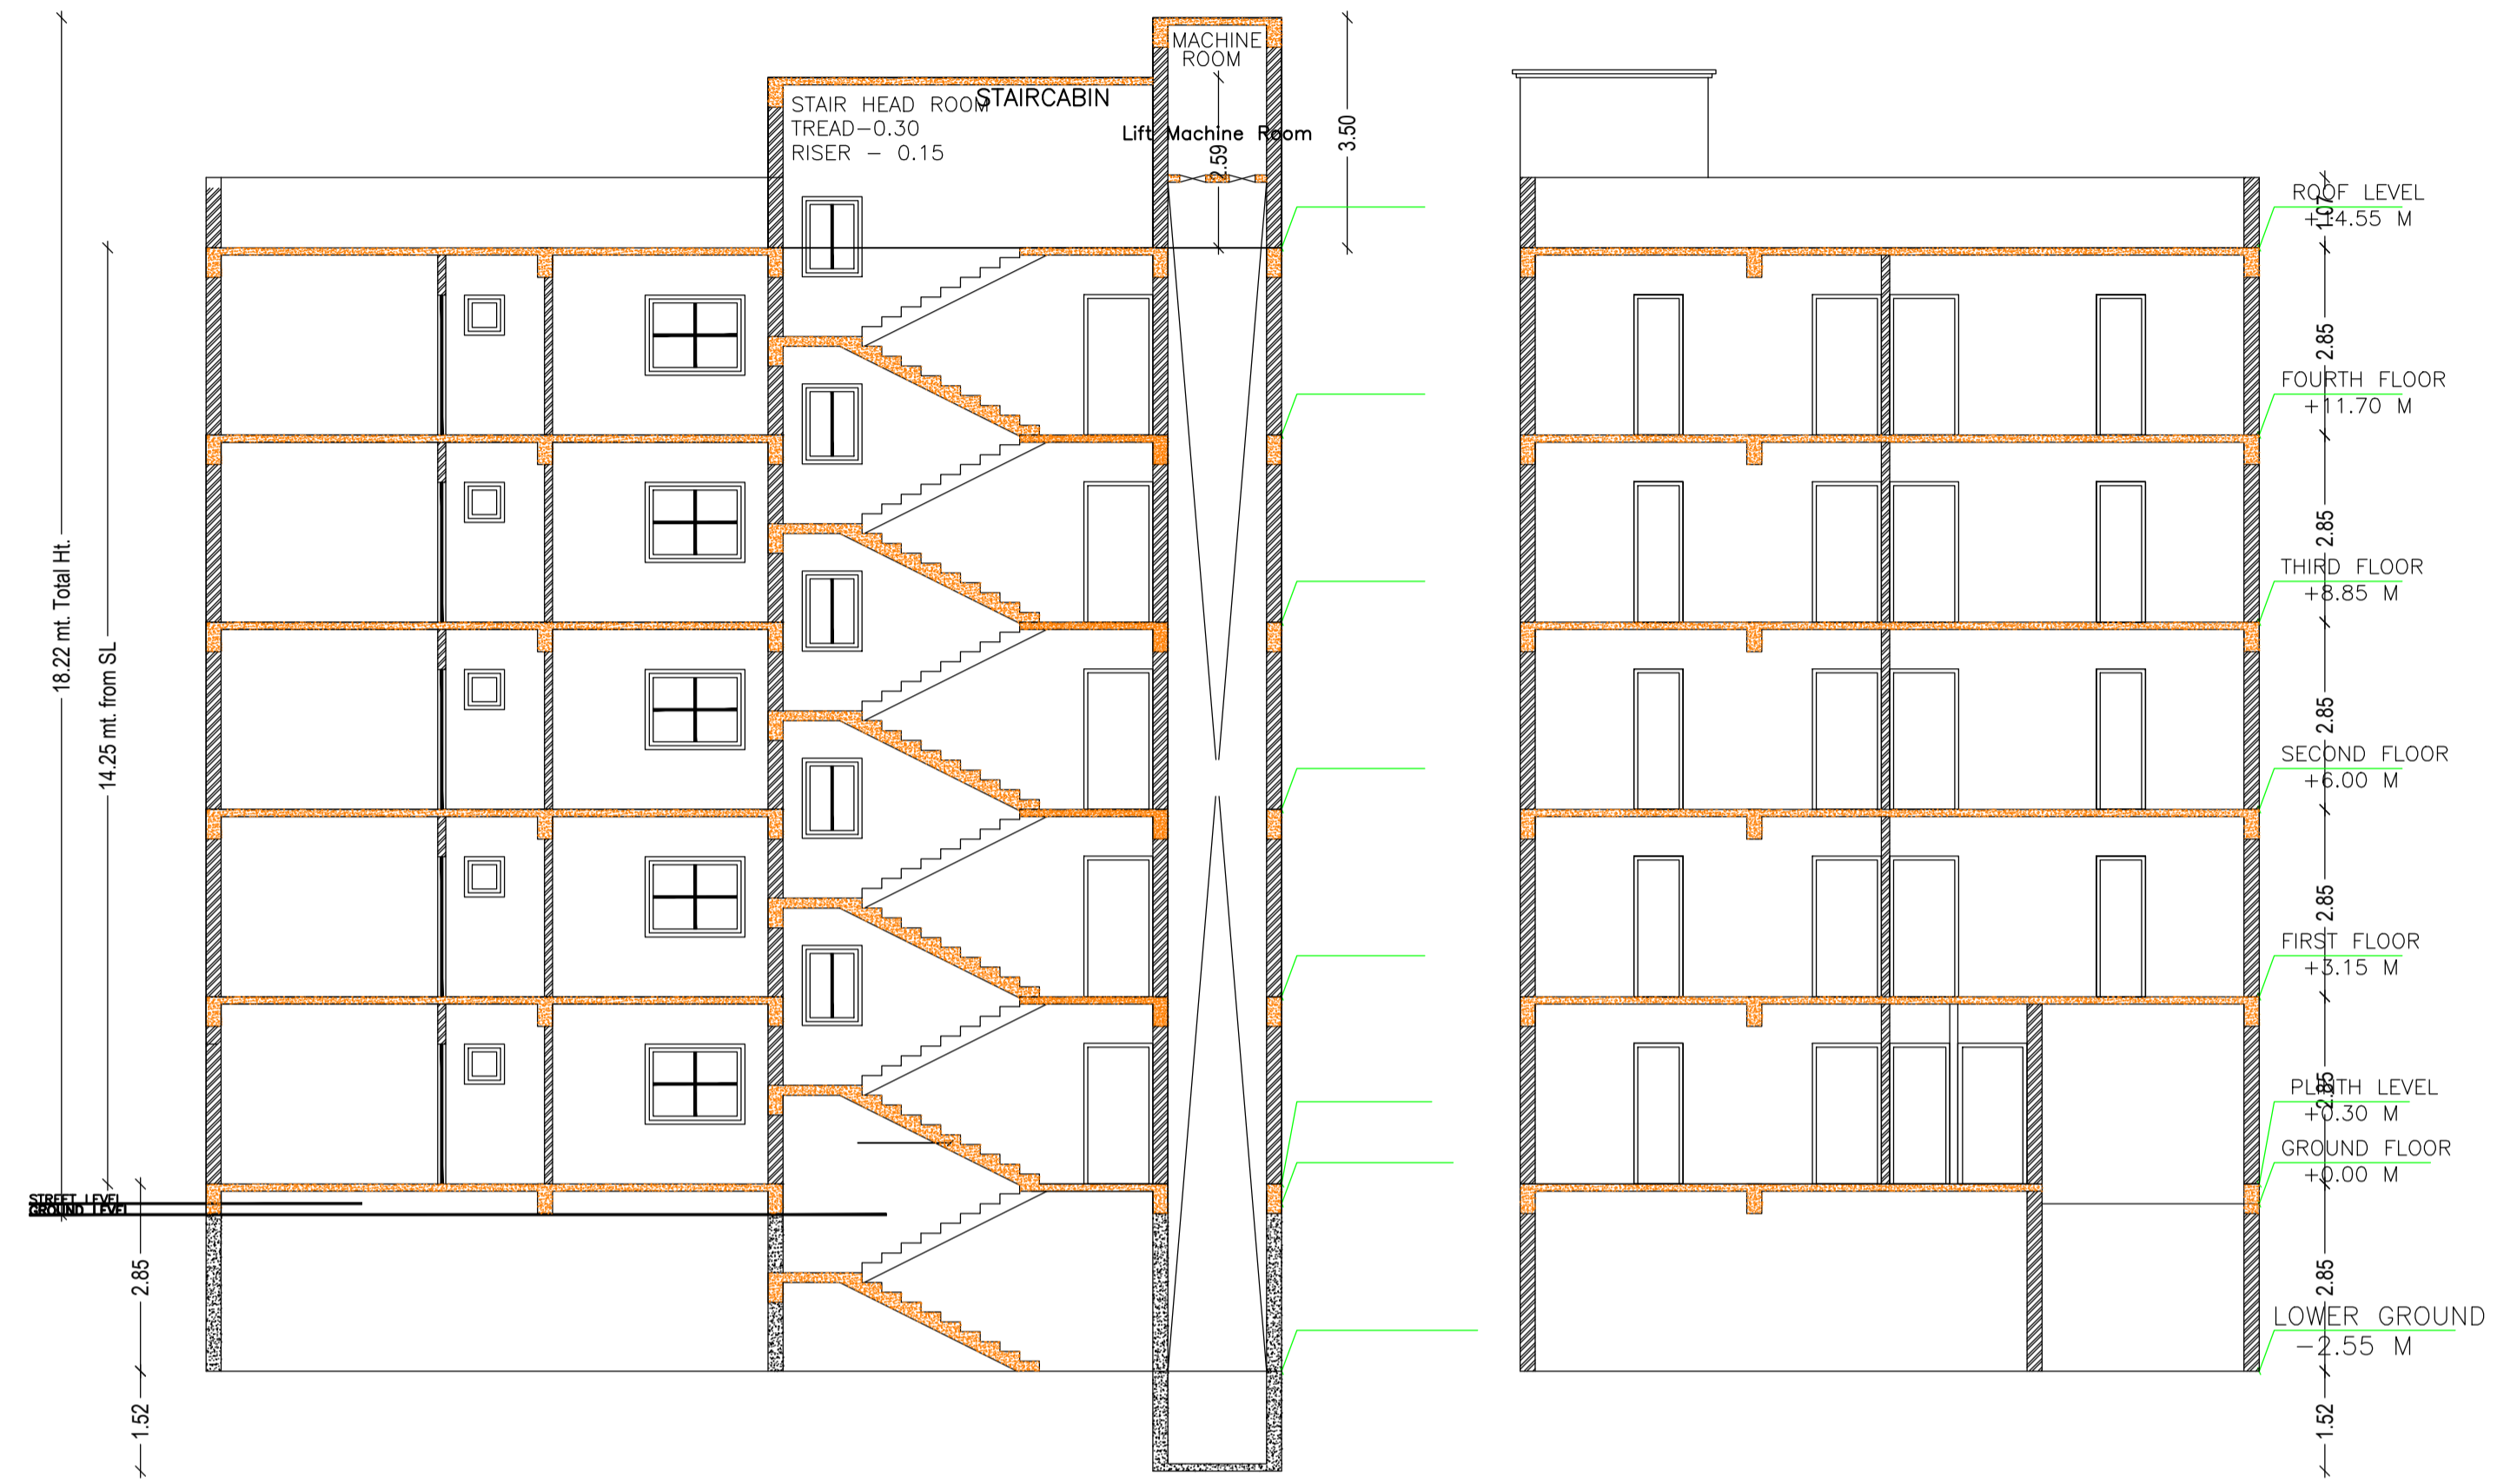 MACHINE
ROOM
STAIRCABIN
STAIR HEAD ROOM
TREAD-0.30
RISER - 0.15
Lift Machine Room
2.59
3.50
18.22 mt. Total Ht.
14.25 mt. from SL
STREET LEVEL
GROUND LEVEL
2.85
1.52
ROOF LEVEL
+14.55 M
1.07
2.85
FOURTH FLOOR
+11.70 M
2.85
THIRD FLOOR
+8.85 M
2.85
SECOND FLOOR
+6.00 M
2.85
FIRST FLOOR
+3.15 M
2.85
PLINTH LEVEL
+0.30 M
GROUND FLOOR
+0.00 M
2.85
LOWER GROUND
-2.55 M
1.52